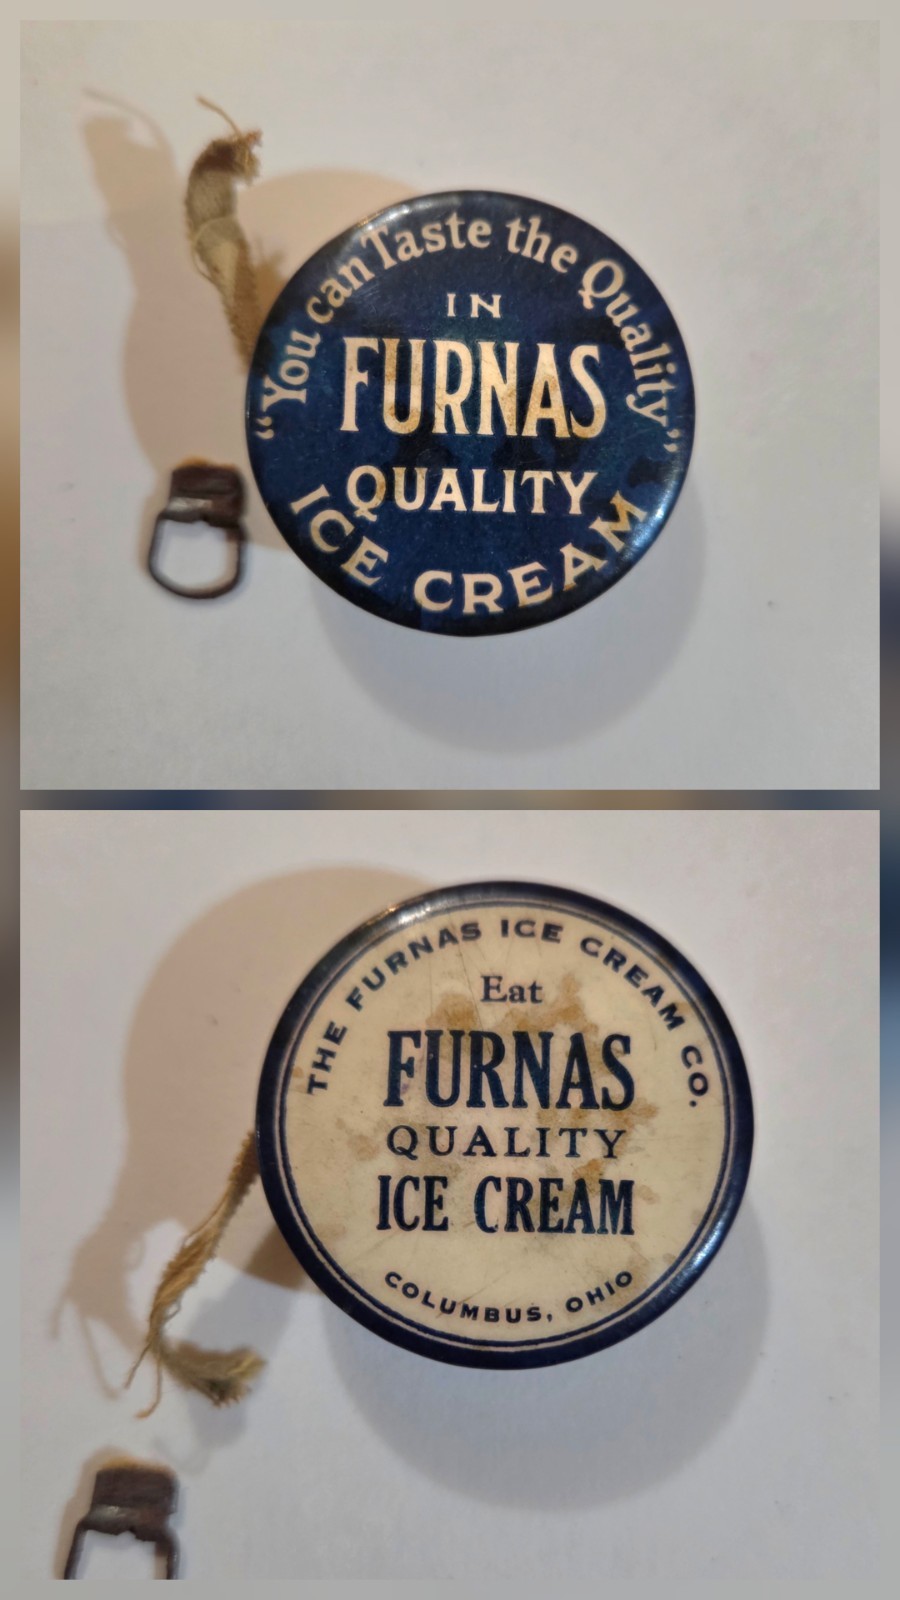 "You can Taste the Quality"
IN
FURNAS
QUALITY
ICE CREAM
THE FURNAS ICE CREAM CO.
Eat
FURNAS
QUALITY
ICE CREAM
COLUMBUS, OHIO